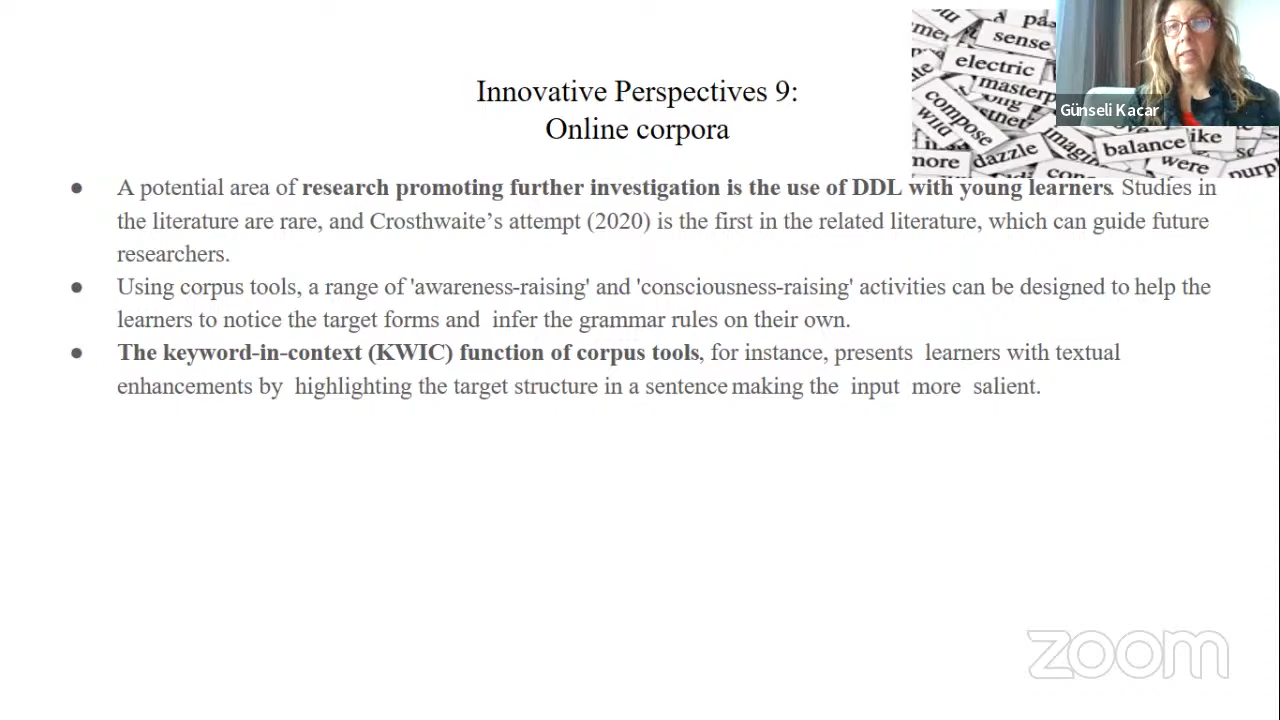 Innovative Perspectives 9:
Online corpora
sense
electric
compose
wild
more
dazzle
balance
ike
were
Günseli Kacar
● A potential area of research promoting further investigation is the use of DDL with young learners. Studies in
the literature are rare, and Crosthwaite’s attempt (2020) is the first in the related literature, which can guide future
researchers.
● Using corpus tools, a range of 'awareness-raising' and 'consciousness-raising' activities can be designed to help the
learners to notice the target forms and infer the grammar rules on their own.
● The keyword-in-context (KWIC) function of corpus tools, for instance, presents learners with textual
enhancements by highlighting the target structure in a sentence making the input more salient.
zoom